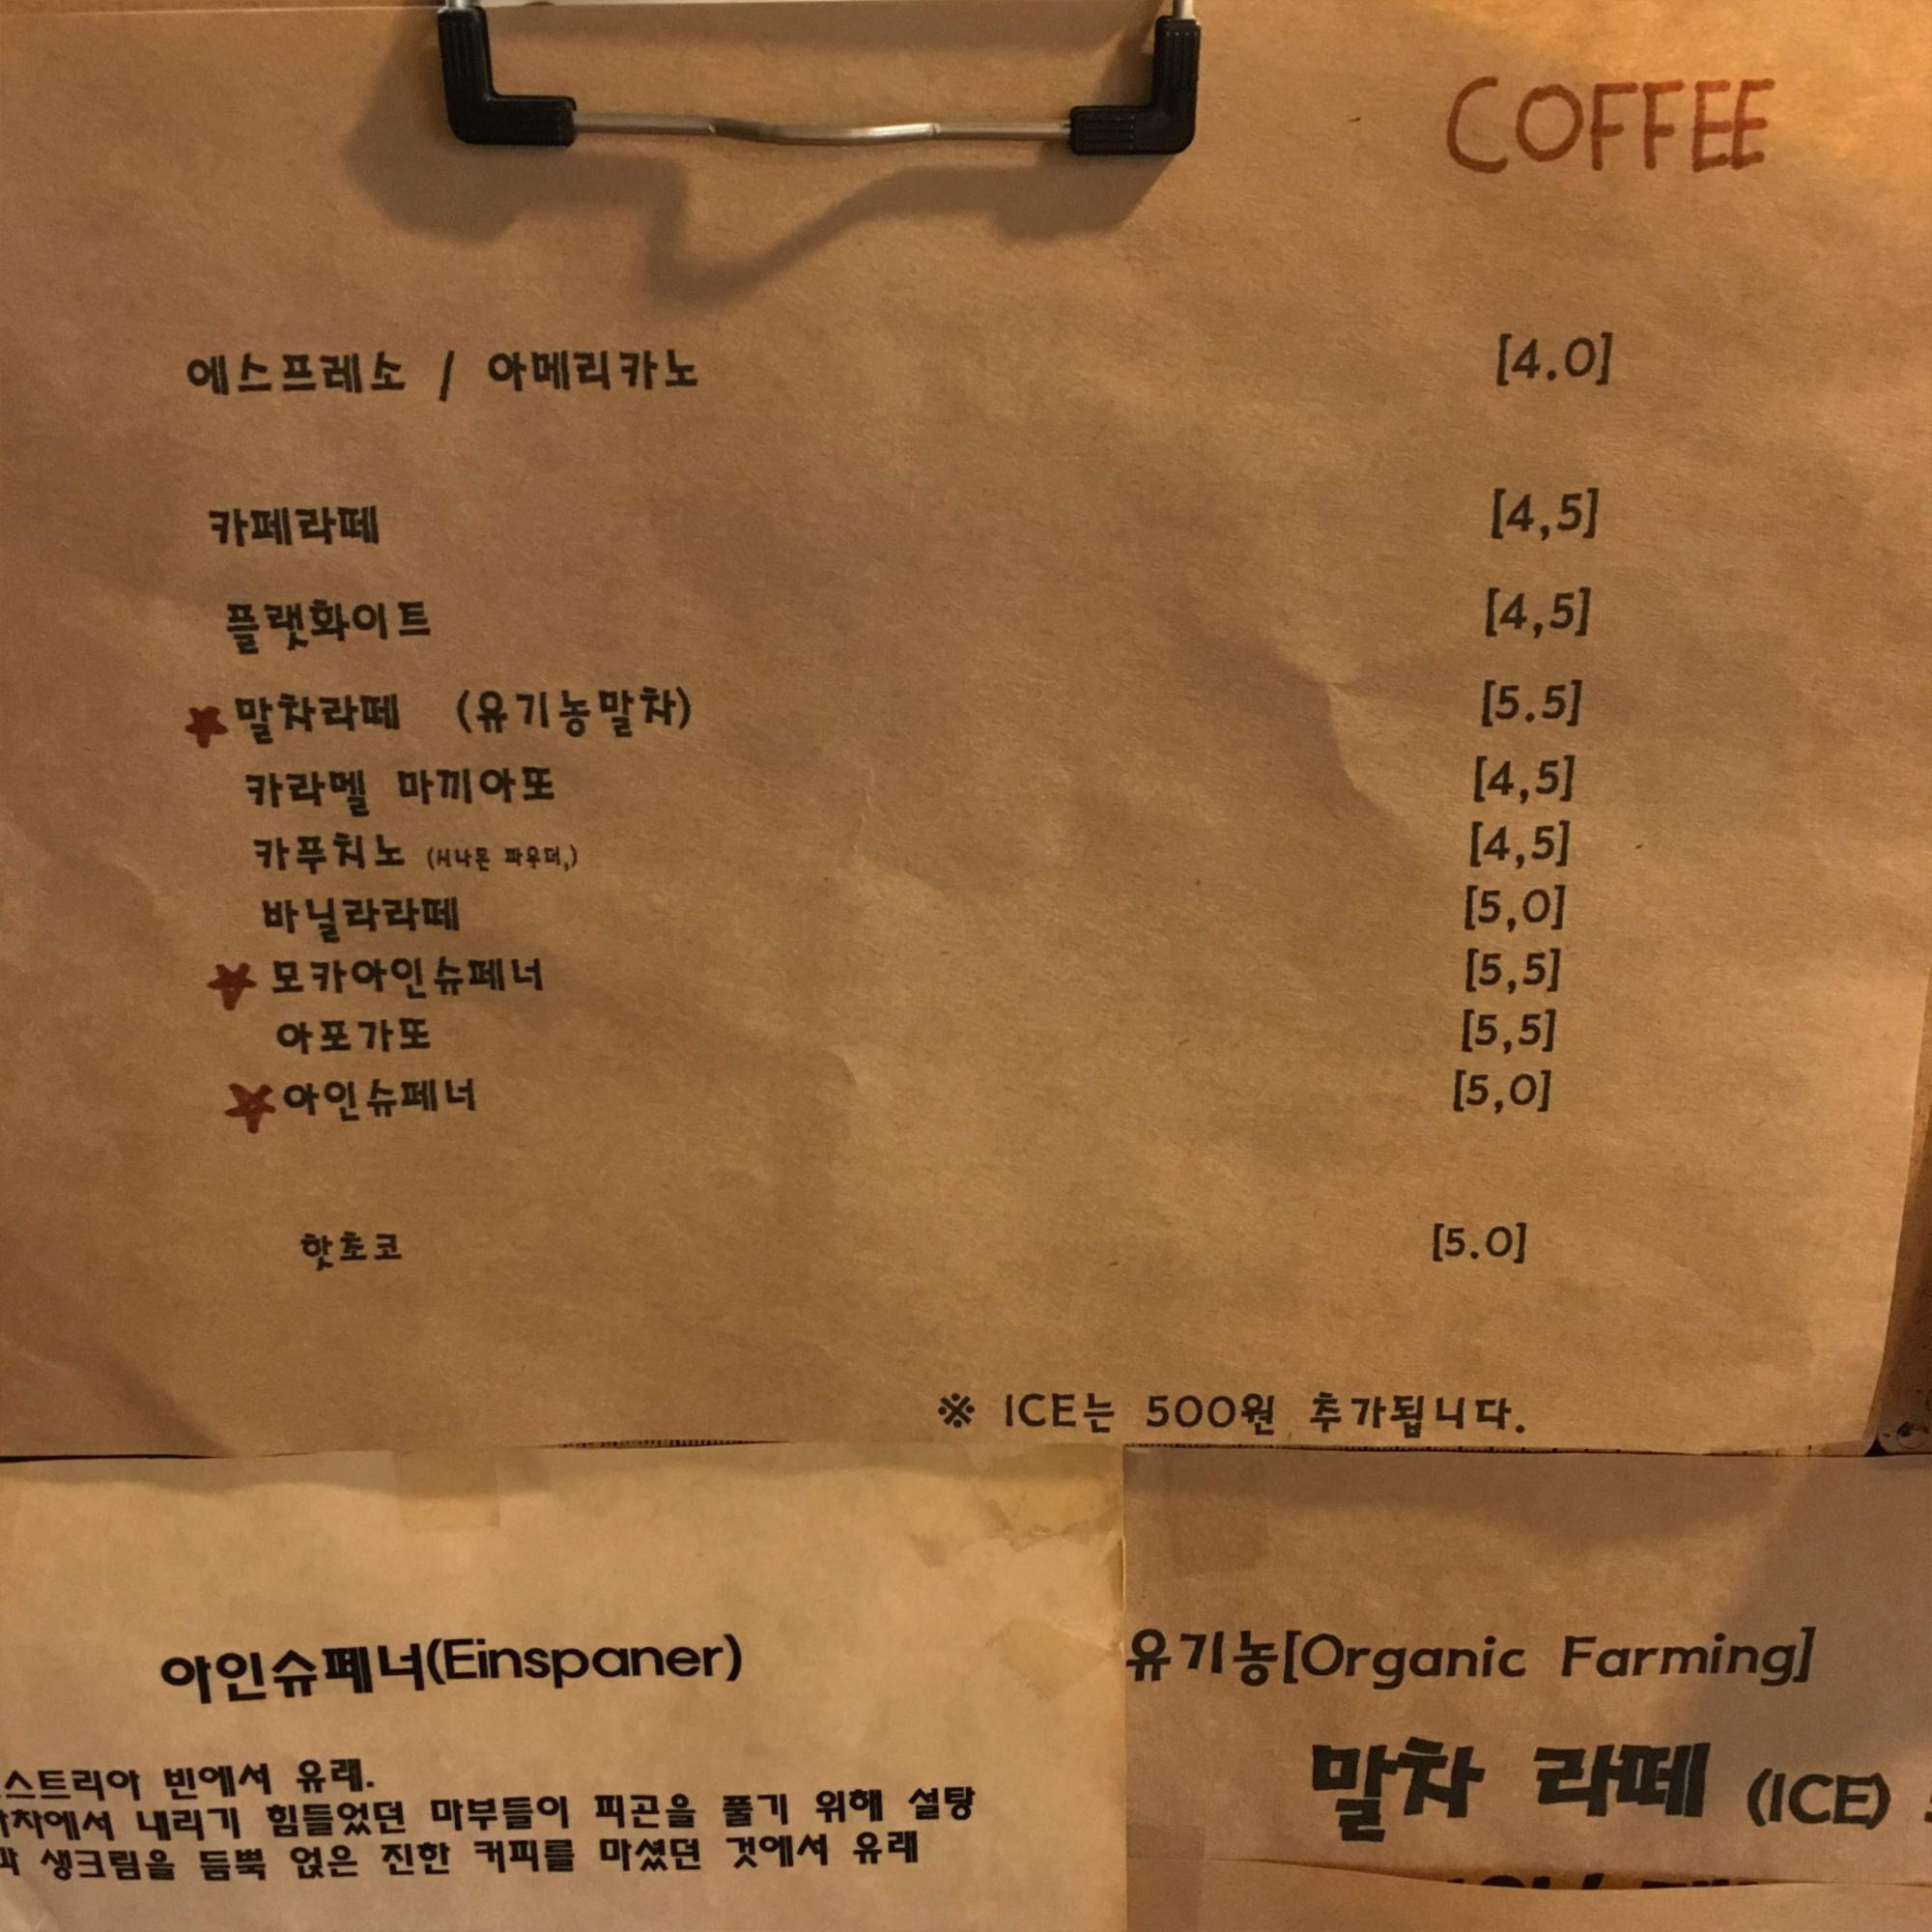 COFFEE
에스프레소 / 아메리카노 [4.0]
카페라떼 [4,5]
플랫화이트 [4,5]
말차라떼 (유기농말차) [5.5]
카라멜 마끼아또 [4,5]
카푸치노 (시나몬 파우더,) [4,5]
바닐라라떼 [5,0]
모카아인슈페너 [5,5]
아포가또 [5,5]
아인슈페너 [5,0]
핫초코 [5.0]
※ ICE는 500원 추가됩니다.
아인슈페너(Einspaner)
스트리아 빈에서 유래.
차에서 내리기 힘들었던 마부들이 피곤을 풀기 위해 설탕
생크림을 듬뿍 얹은 진한 커피를 마셨던 것에서 유래
유기농[Organic Farming]
말차 라떼 (ICE)